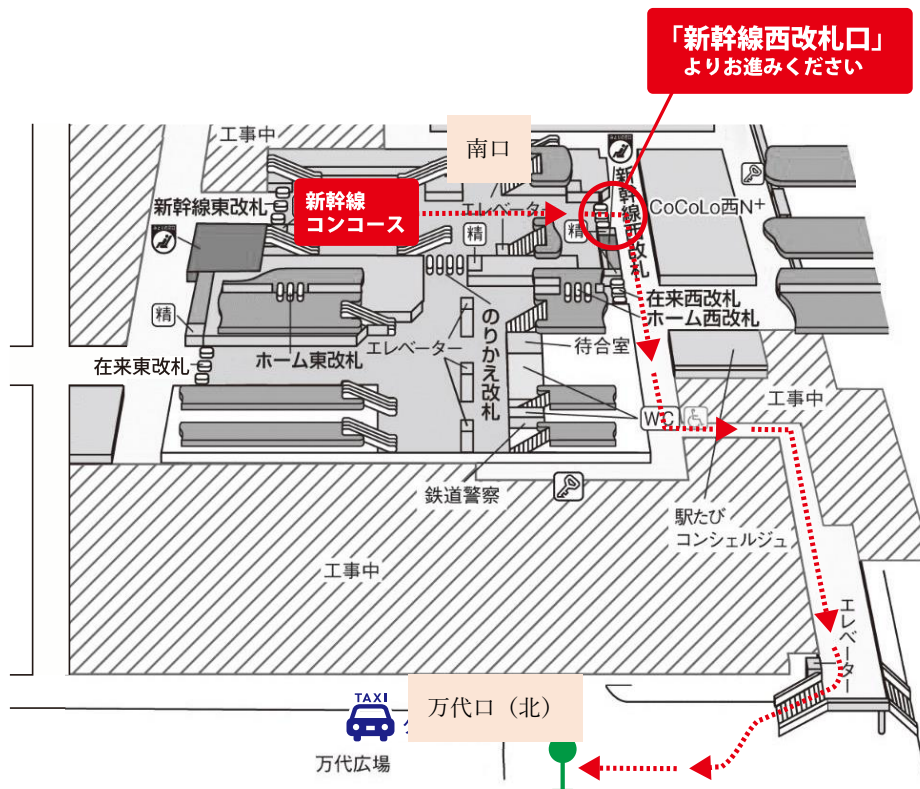 「新幹線西改札口」
よりお進みください
工事中
南口
新幹線東改札
新幹線
コンコース
エレベーター
新幹線西改札
CoCoLo西N+
精
精
精
在来西改札
ホーム西改札
のりかえ改札
エレベーター
待合室
在来東改札
ホーム東改札
工事中
WC
鉄道警察
駅たび
コンシェルジュ
工事中
エレベーター
TAXI
万代口（北）
万代広場